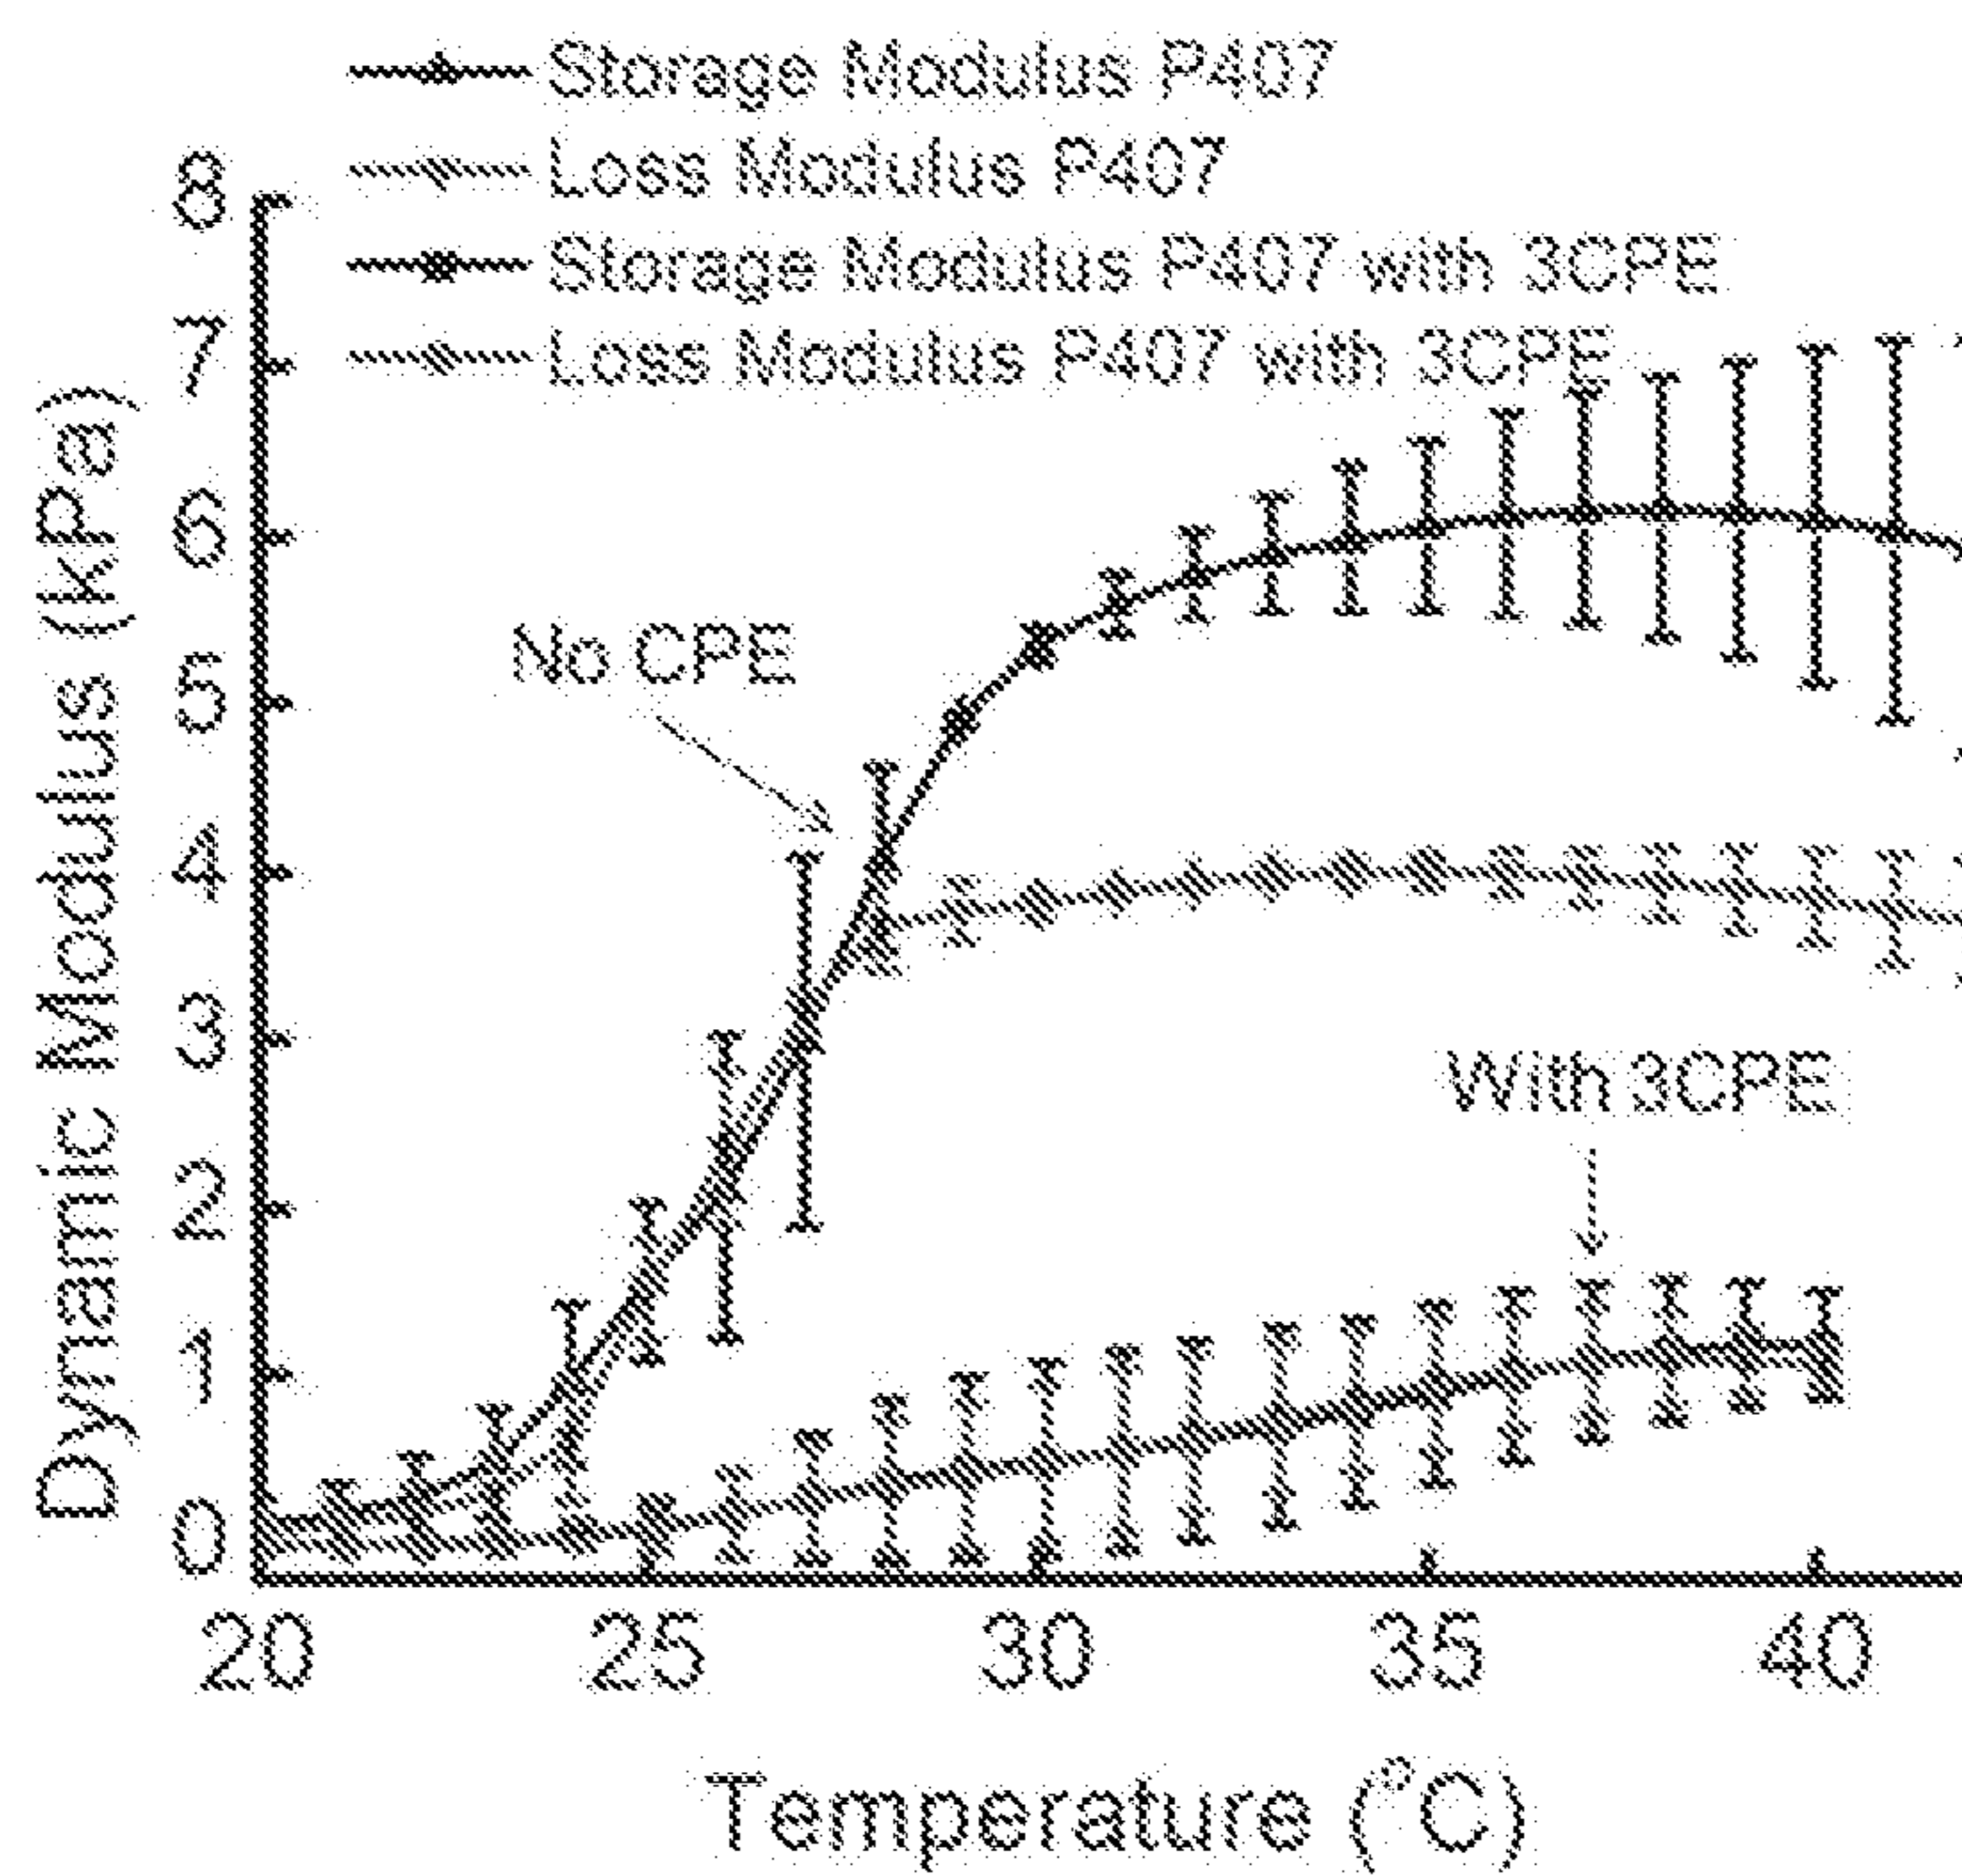 Storage Modulus P407
Loss Modulus P407
Storage Modulus P407 with 3CPE
Loss Modulus P407 with 3CPE
8
7
6
5
4
3
2
1
0
Dynamic Modulus (kPa)
No CPE
With 3CPE
20 25 30 35 40
Temperature (°C)